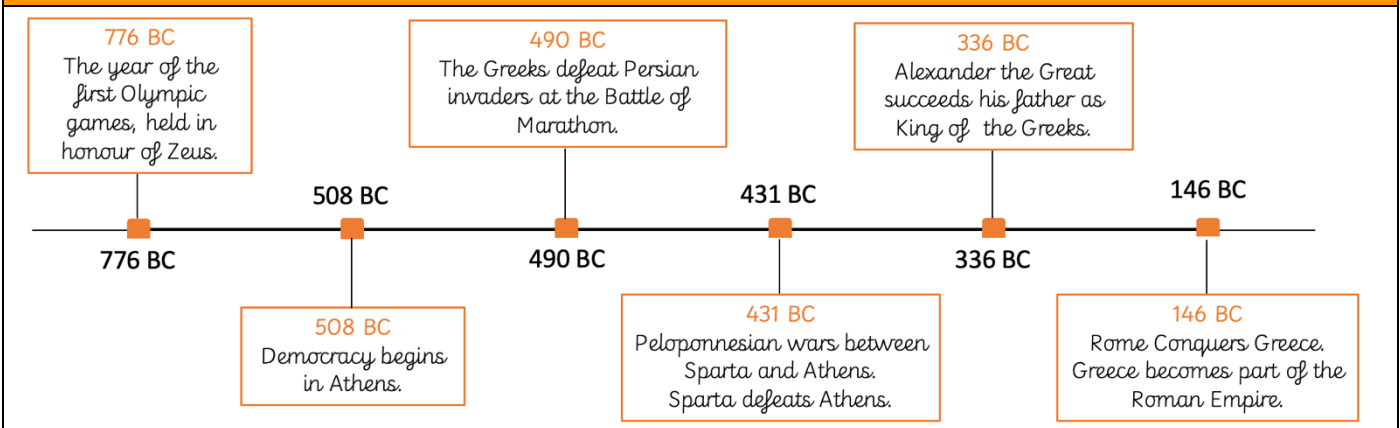 776 BC
The year of the
first Olympic
games, held in
honour of Zeus.
490 BC
The Greeks defeat Persian
invaders at the Battle of
Marathon.
336 BC
Alexander the Great
succeeds his father as
King of the Greeks.
508 BC
431 BC
146 BC
776 BC
490 BC
336 BC
508 BC
Democracy begins
in Athens.
431 BC
Peloponnesian wars between
Sparta and Athens.
Sparta defeats Athens.
146 BC
Rome Conquers Greece.
Greece becomes part of the
Roman Empire.